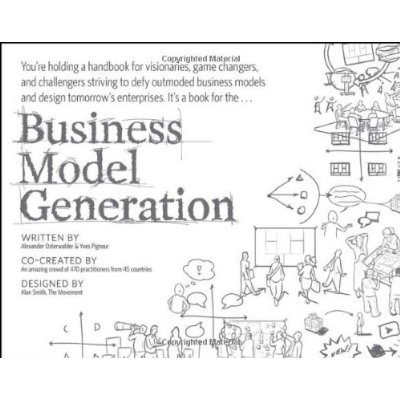 Copyrighted Material
You're holding a handbook for visionaries, game changers,
and challengers striving to defy outmoded business models
and design tomorrow's enterprises. It's a book for the . . .
Business
Model
Generation
WRITTEN BY
Alexander Osterwalder & Yves Pigneur
CO-CREATED BY
An amazing crowd of 470 practitioners from 45 countries
DESIGNED BY
Alan Smith, The Movement
C D
NEW!
Copyrighted Material